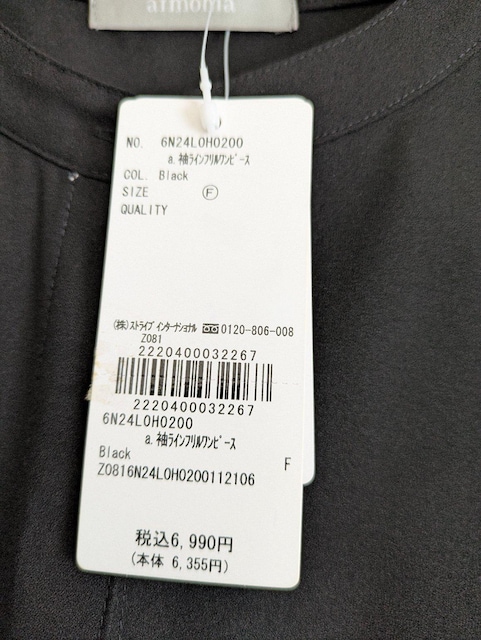 afmoma
NO. 6N24L0H0200
a.袖ラインフリルワンピース
COL. Black
SIZE Ⓕ
QUALITY
(株)ストライプ インターナショナル 0120-806-008
Z081
2220400032267
2220400032267
6N24L0H0200
a.袖ラインフリルワンピース
Black F
Z0816N24L0H0200112106
税込6,990円
(本体 6,355円)